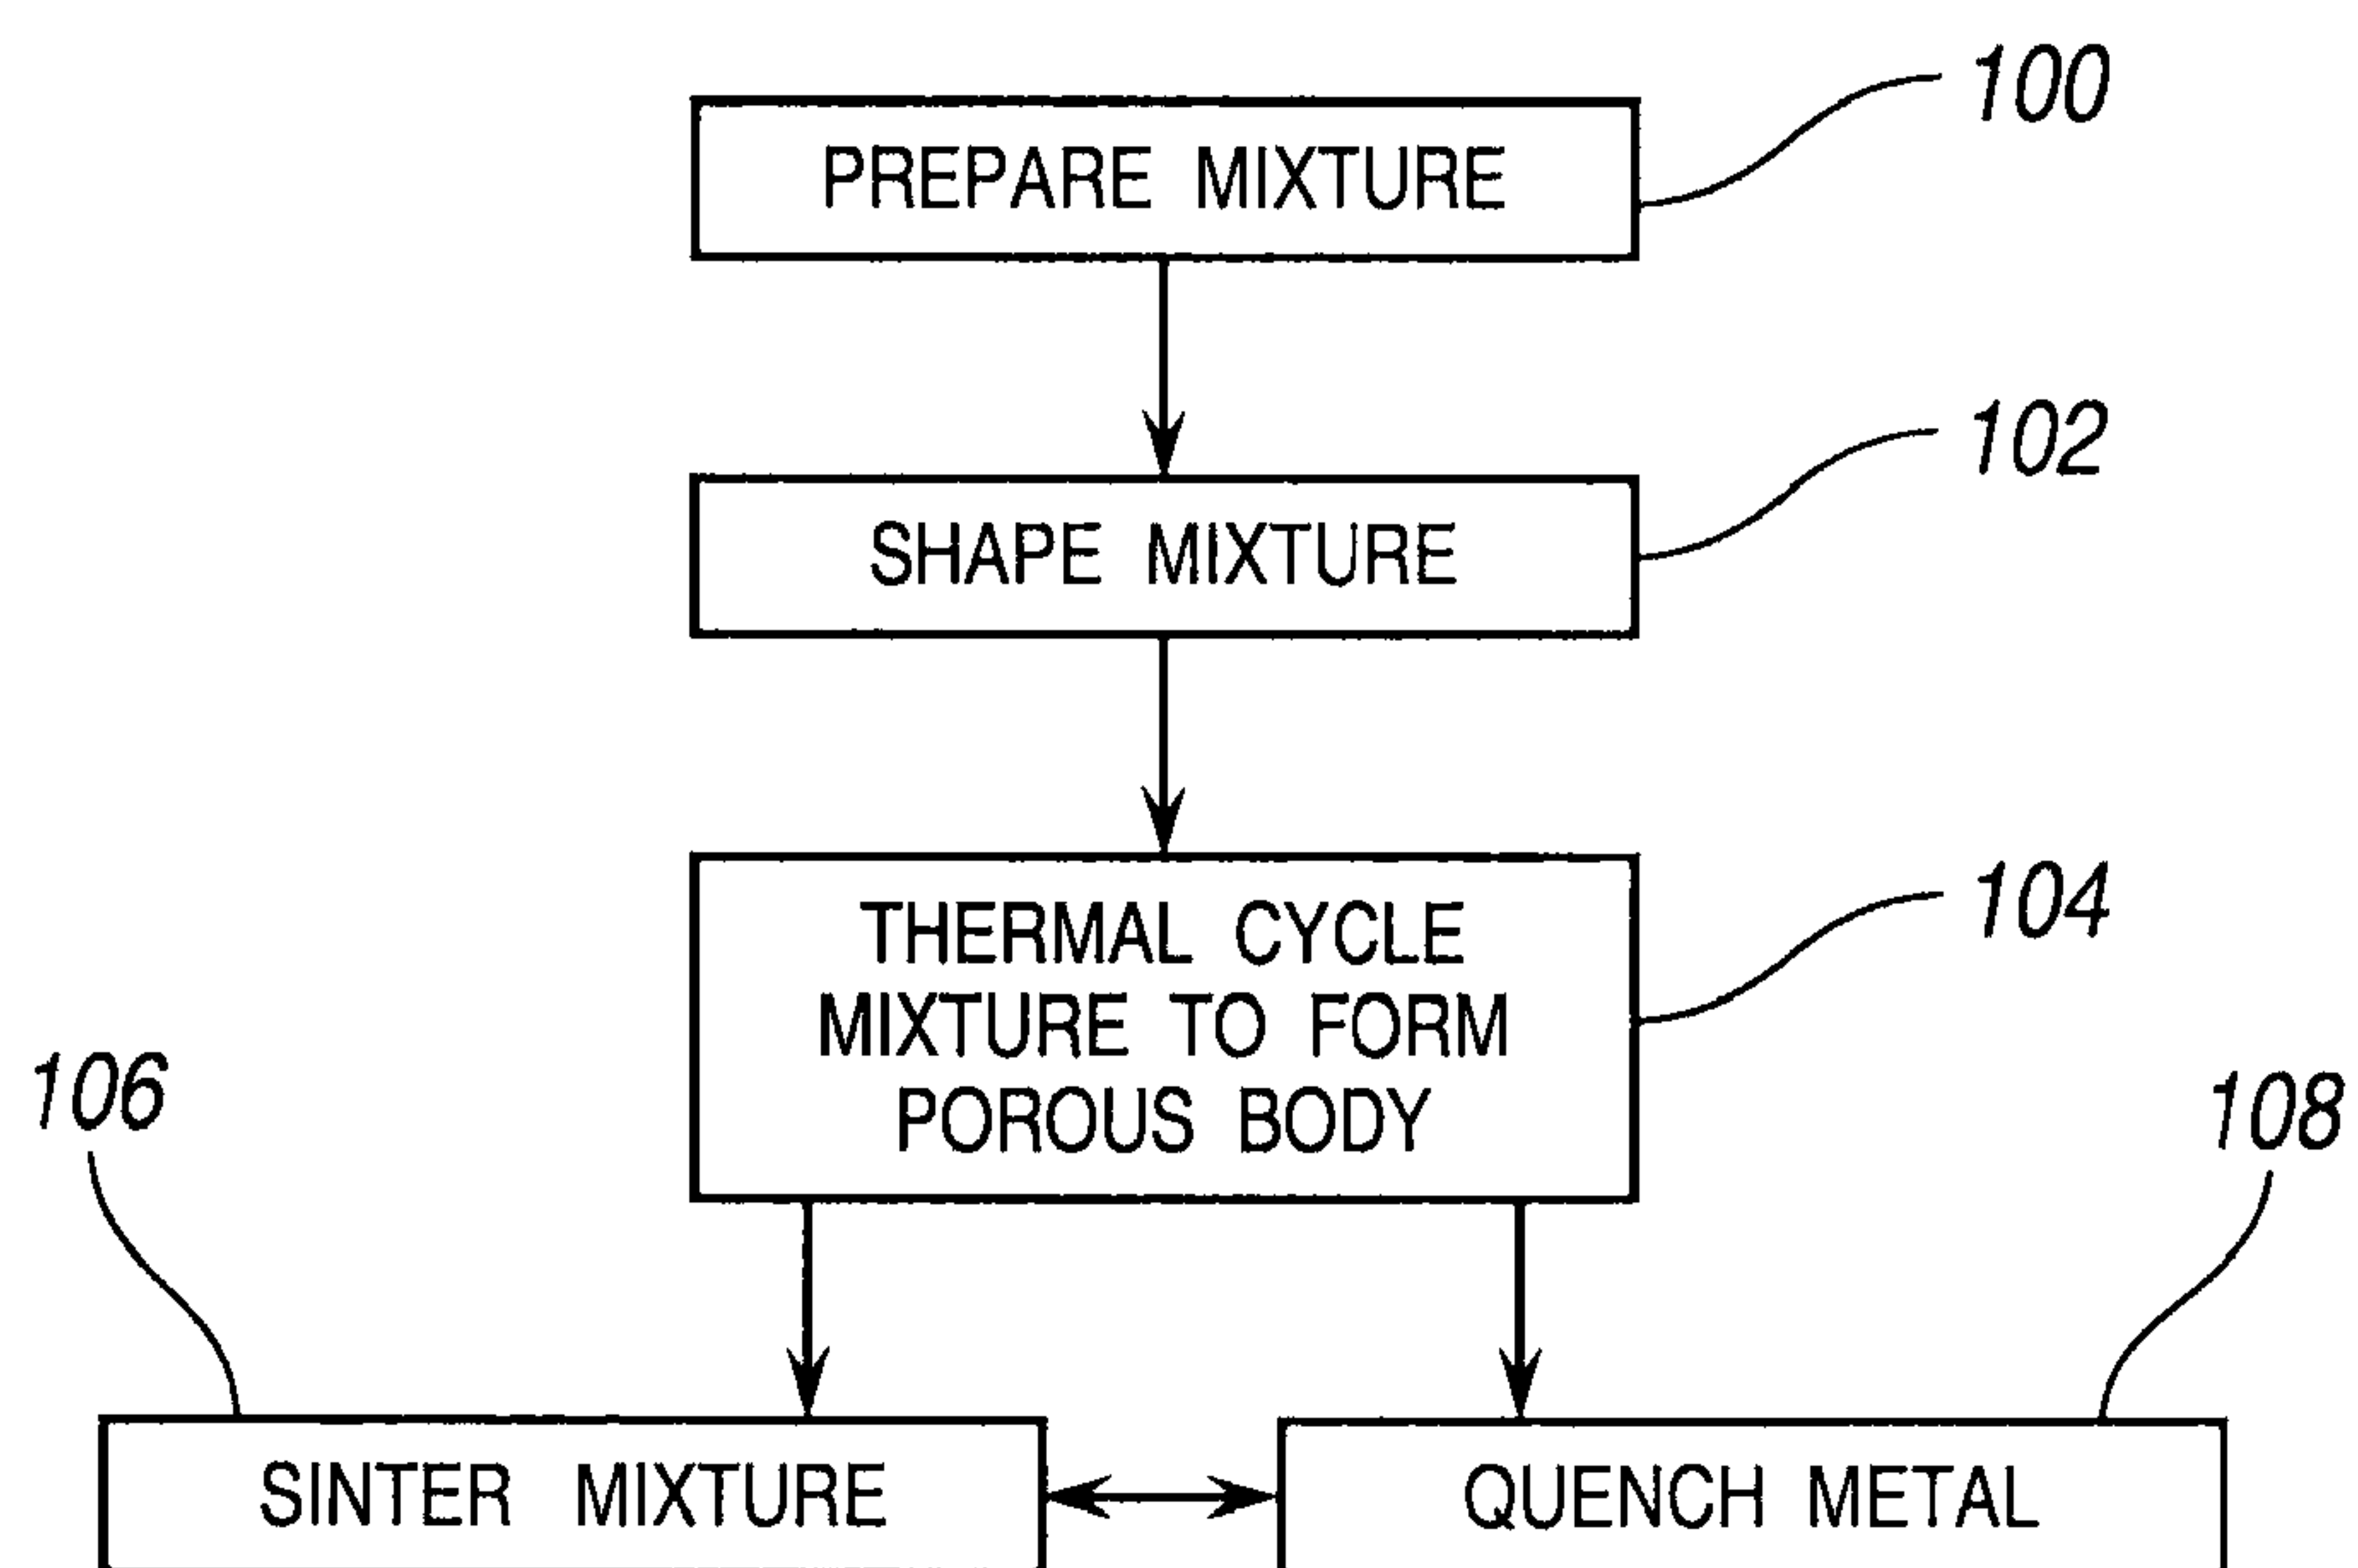 100
PREPARE MIXTURE
102
SHAPE MIXTURE
104
THERMAL CYCLE
MIXTURE TO FORM
POROUS BODY
106
108
SINTER MIXTURE
QUENCH METAL